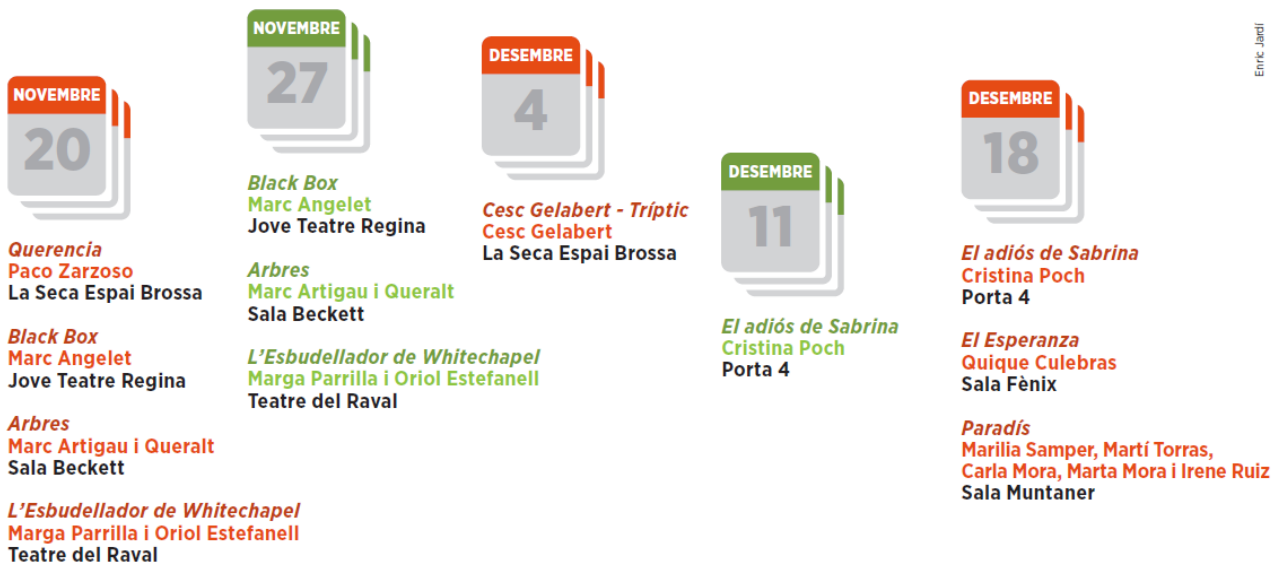 NOVEMBRE
20
Querencia
Paco Zarzoso
La Seca Espai Brossa
Black Box
Marc Angelet
Jove Teatre Regina
Arbres
Marc Artigau i Queralt
Sala Beckett
L'Esbudellador de Whitechapel
Marga Parrilla i Oriol Estefanell
Teatre del Raval
NOVEMBRE
27
Black Box
Marc Angelet
Jove Teatre Regina
Arbres
Marc Artigau i Queralt
Sala Beckett
L'Esbudellador de Whitechapel
Marga Parrilla i Oriol Estefanell
Teatre del Raval
DESEMBRE
4
Cesc Gelabert - Tríptic
Cesc Gelabert
La Seca Espai Brossa
DESEMBRE
11
El adiós de Sabrina
Cristina Poch
Porta 4
DESEMBRE
18
El adiós de Sabrina
Cristina Poch
Porta 4
El Esperanza
Quique Culebras
Sala Fènix
Paradís
Marilia Samper, Martí Torras,
Carla Mora, Marta Mora i Irene Ruiz
Sala Muntaner
Enric Jardí